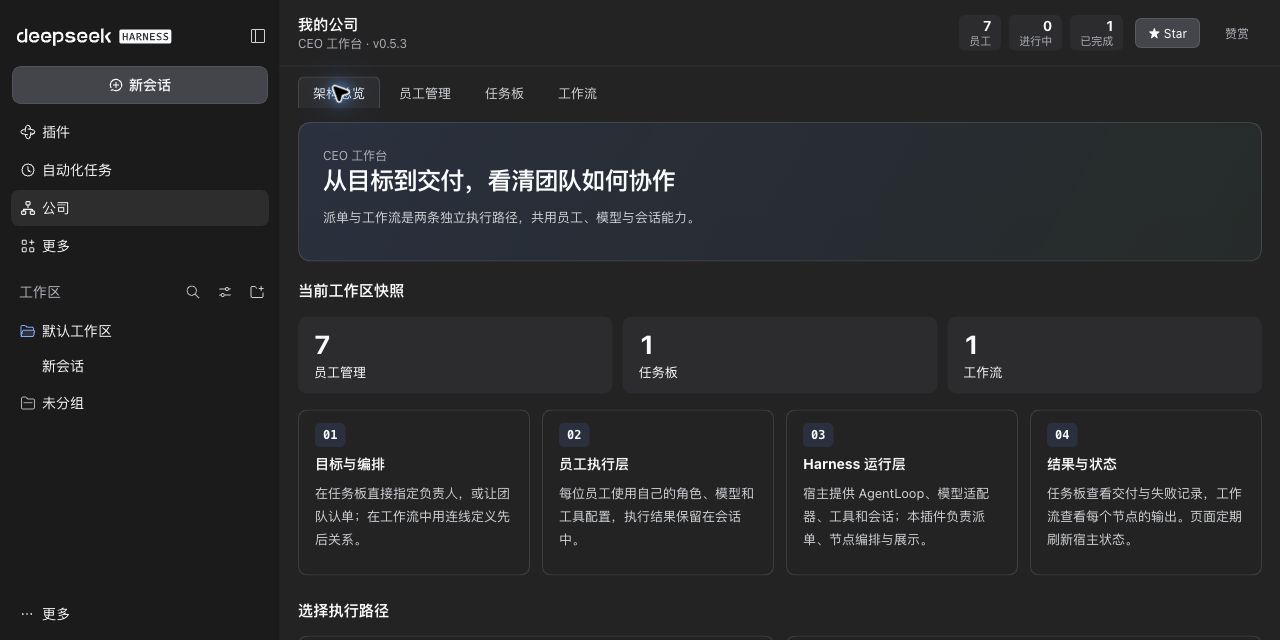 deepseek HARNESS
新会话
插件
自动化任务
公司
更多
工作区
默认工作区
新会话
未分组
更多
我的公司
CEO 工作台 · v0.5.3
7
员工
0
进行中
1
已完成
★ Star
赞赏
架构总览
员工管理
任务板
工作流
CEO 工作台
从目标到交付，看清团队如何协作
派单与工作流是两条独立执行路径，共用员工、模型与会话能力。
当前工作区快照
7
员工管理
1
任务板
1
工作流
01
目标与编排
在任务板直接指定负责人，或让团
队认单；在工作流中用连线定义先
后关系。
02
员工执行层
每位员工使用自己的角色、模型和
工具配置，执行结果保留在会话
中。
03
Harness 运行层
宿主提供 AgentLoop、模型适配
器、工具和会话；本插件负责派
单、节点编排与展示。
04
结果与状态
任务板查看交付与失败记录，工作
流查看每个节点的输出。页面定期
刷新宿主状态。
选择执行路径